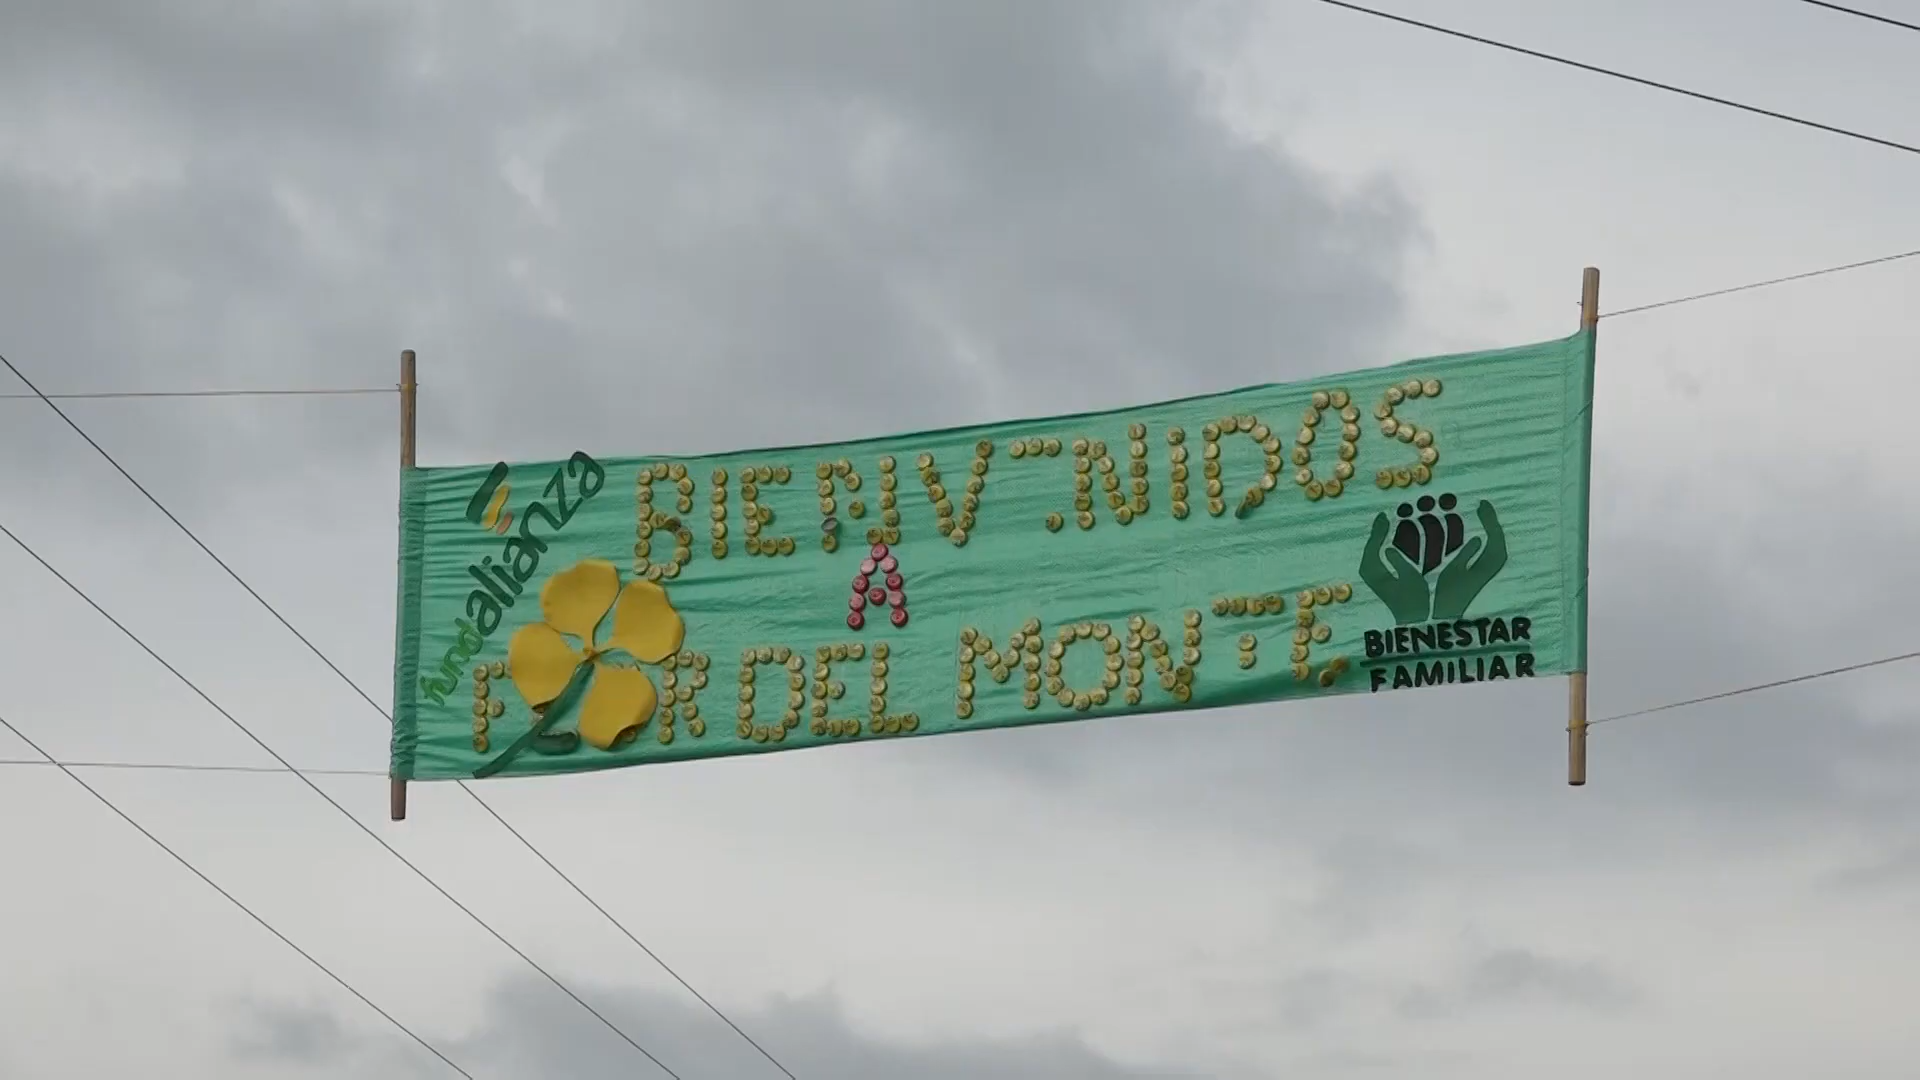 fundalianza
BIENVENIDOS
A
FLOR DEL MONTE
BIENESTAR
FAMILIAR